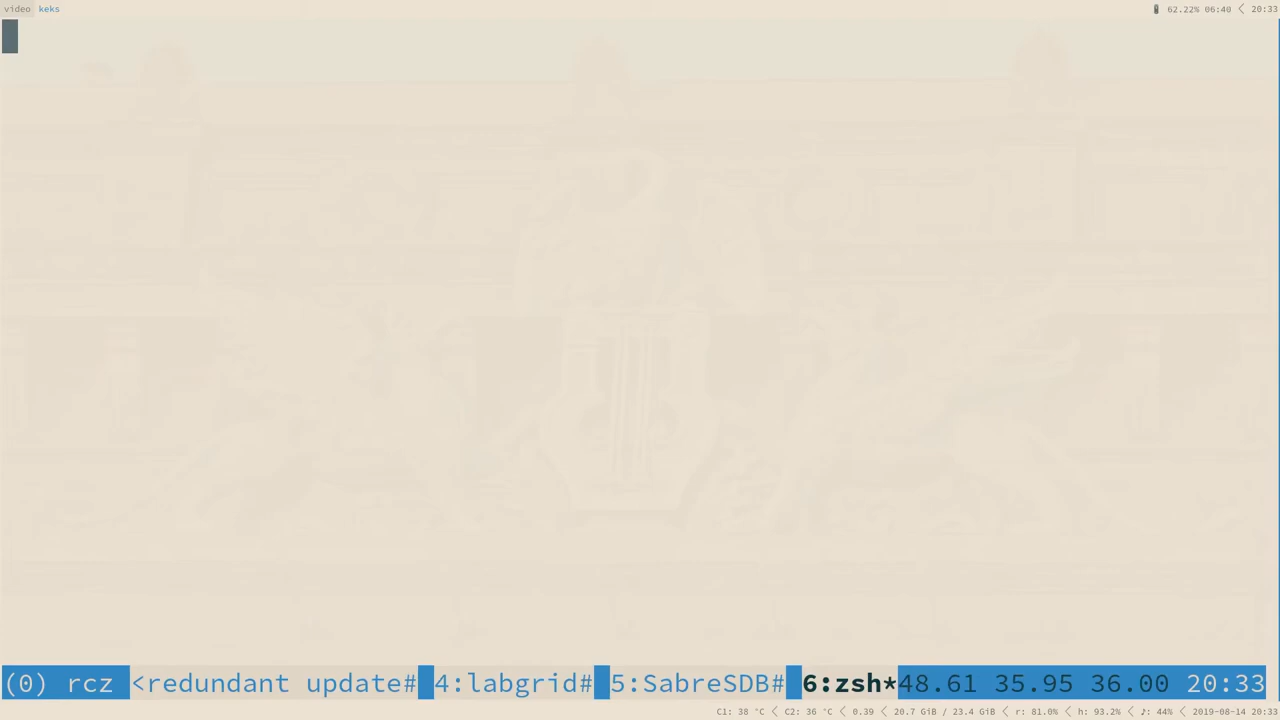 video keks 62.22% 06:40 20:33
(0) rcz <redundant update# 4:labgrid# 5:SabreSDB# 6:zsh*48.61 35.95 36.00 20:33
C1: 38 °C < C2: 36 °C < 0.39 < 20.7 GiB / 23.4 GiB < r: 81.0% < h: 93.2% < ♪: 44% < 2019-08-14 20:33